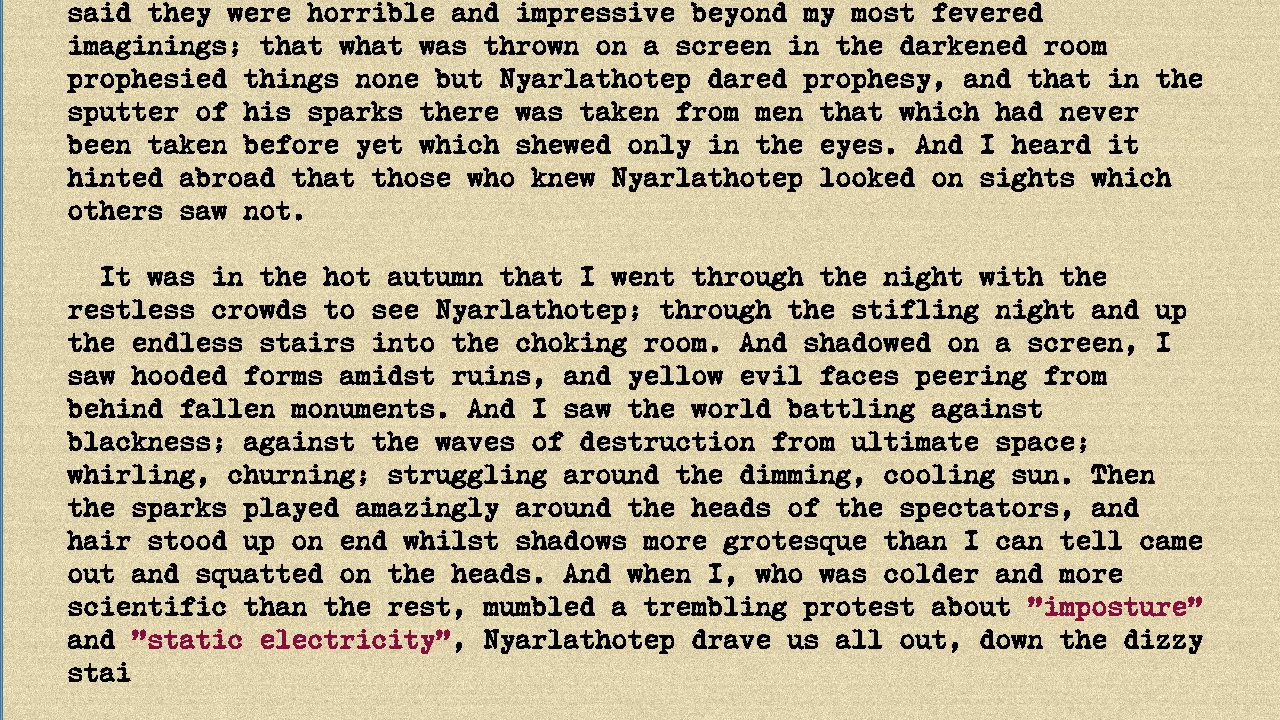 said they were horrible and impressive beyond my most fevered
imaginings; that what was thrown on a screen in the darkened room
prophesied things none but Nyarlathotep dared prophesy, and that in the
sputter of his sparks there was taken from men that which had never
been taken before yet which shewed only in the eyes. And I heard it
hinted abroad that those who knew Nyarlathotep looked on sights which
others saw not.
It was in the hot autumn that I went through the night with the
restless crowds to see Nyarlathotep; through the stifling night and up
the endless stairs into the choking room. And shadowed on a screen, I
saw hooded forms amidst ruins, and yellow evil faces peering from
behind fallen monuments. And I saw the world battling against
blackness; against the waves of destruction from ultimate space;
whirling, churning; struggling around the dimming, cooling sun. Then
the sparks played amazingly around the heads of the spectators, and
hair stood up on end whilst shadows more grotesque than I can tell came
out and squatted on the heads. And when I, who was colder and more
scientific than the rest, mumbled a trembling protest about ”imposture”
and ”static electricity”, Nyarlathotep drave us all out, down the dizzy
stai